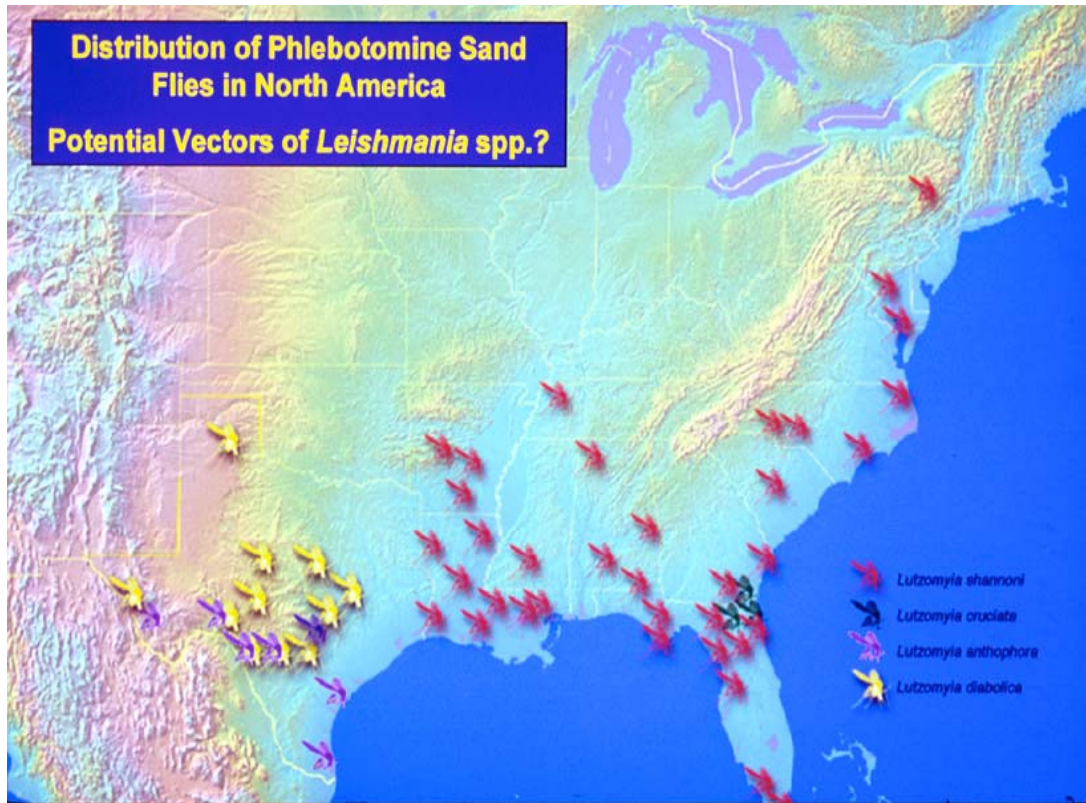 Distribution of Phlebotomine Sand
Flies in North America
Potential Vectors of Leishmania spp.?
Lutzomyia shannoni
Lutzomyia cruciate
Lutzomyia anthophora
Lutzomyia diabolica